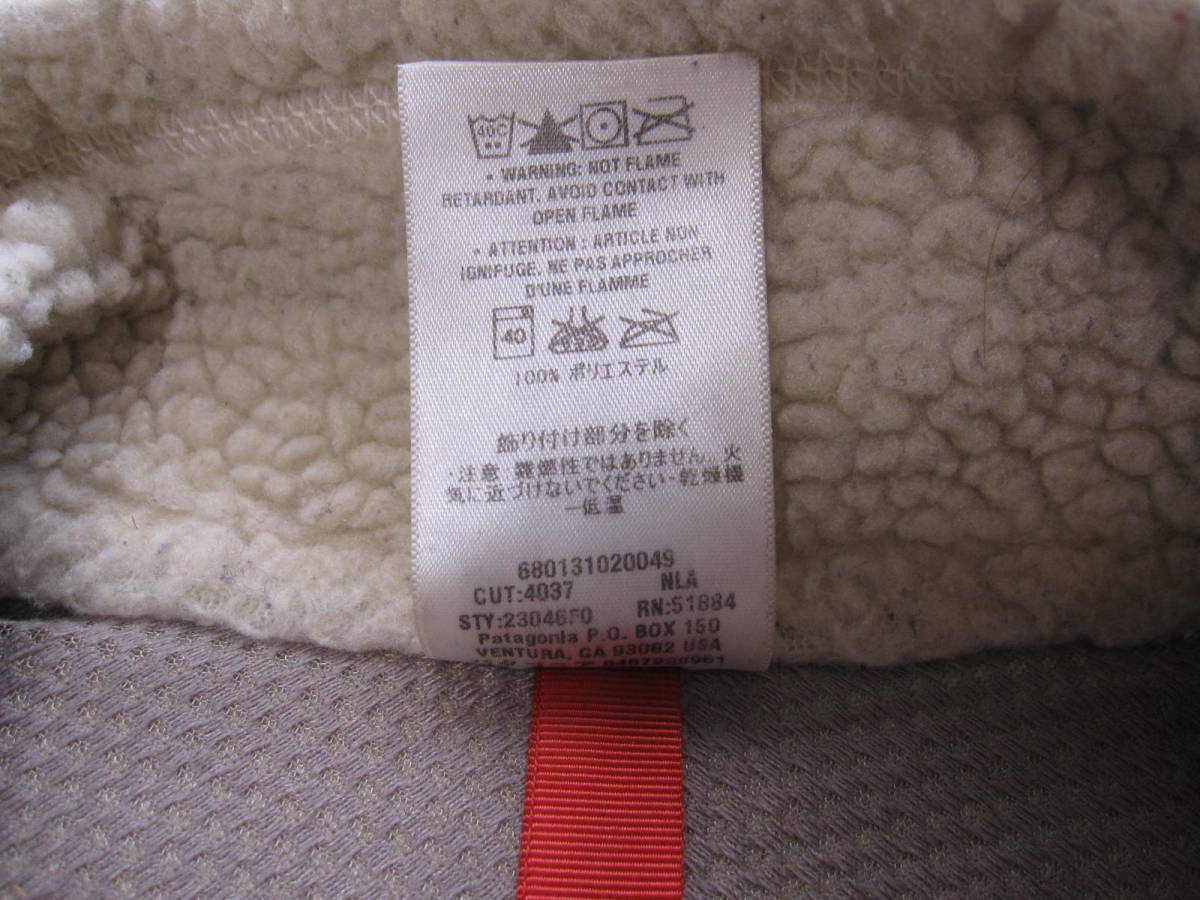 40C
• WARNING: NOT FLAME
RETARDANT. AVOID CONTACT WITH
OPEN FLAME
• ATTENTION : ARTICLE NON
IGNIFUGE. NE PAS APPROCHER
D'UNE FLAMME
40
100% ポリエステル
飾り付け部分を除く
・注意 難燃性ではありません。火
気に近づけないでください・乾燥機
—低温
680131020049
CUT:4037 NLA
STY:23046F0 RN:51884
Patagonia P.O. BOX 150
VENTURA, CA 93002 USA